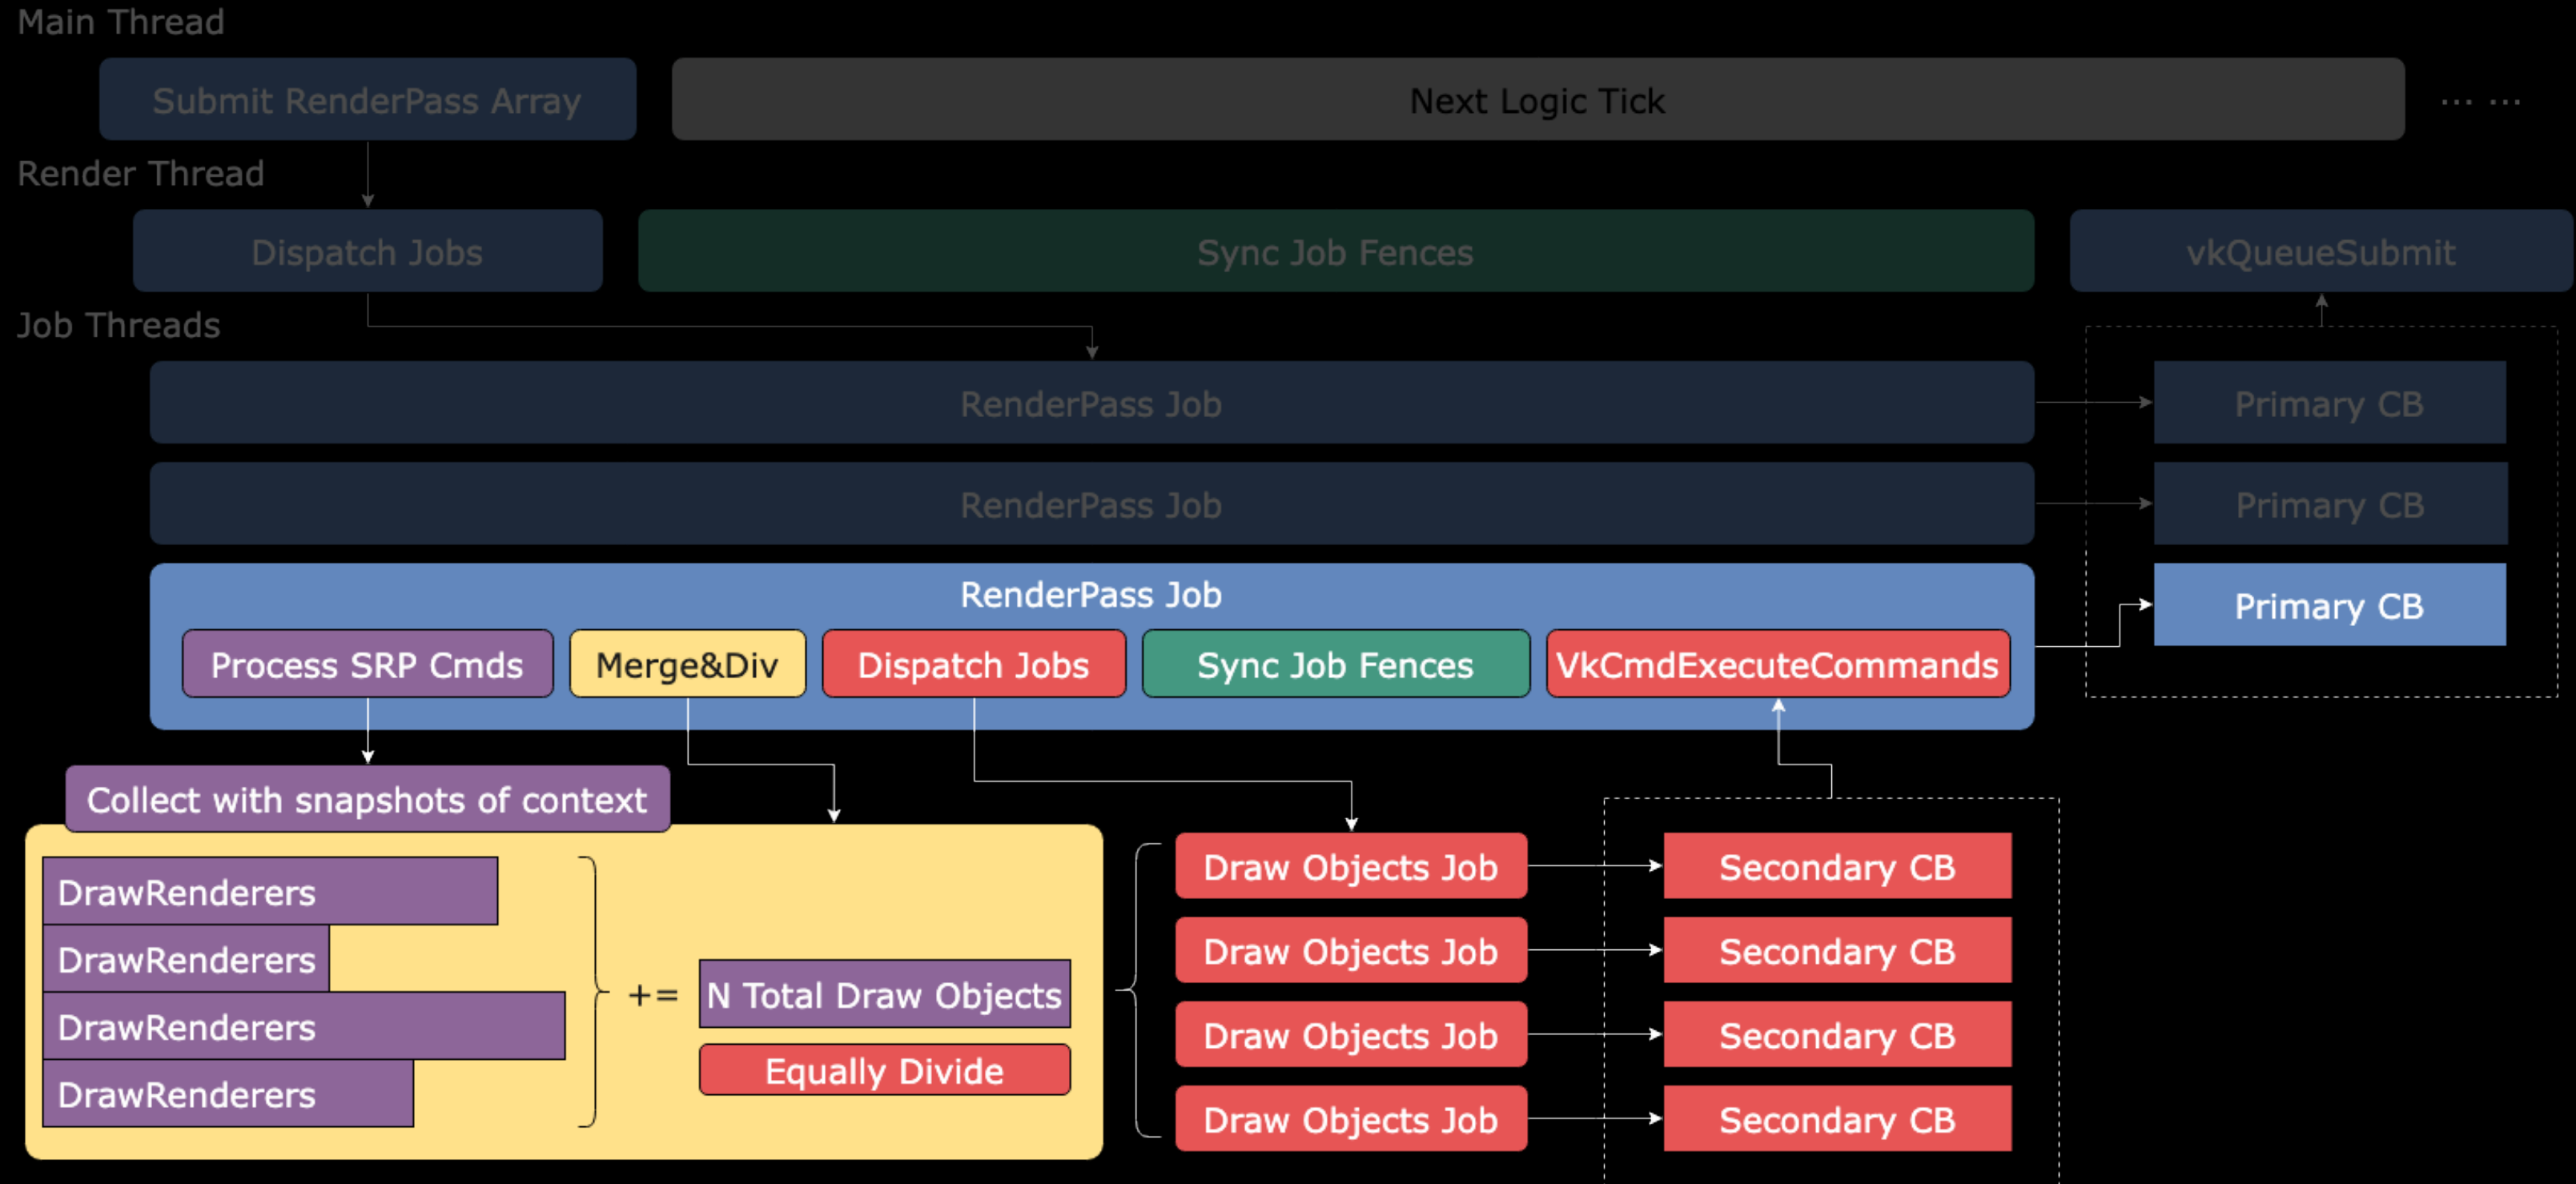 Main Thread
Submit RenderPass Array
Next Logic Tick
... ...
Render Thread
Dispatch Jobs
Sync Job Fences
vkQueueSubmit
Job Threads
RenderPass Job
Primary CB
RenderPass Job
Primary CB
RenderPass Job
Primary CB
Process SRP Cmds
Merge&Div
Dispatch Jobs
Sync Job Fences
VkCmdExecuteCommands
Collect with snapshots of context
DrawRenderers
DrawRenderers
DrawRenderers
DrawRenderers
+=
N Total Draw Objects
Equally Divide
Draw Objects Job
Secondary CB
Draw Objects Job
Secondary CB
Draw Objects Job
Secondary CB
Draw Objects Job
Secondary CB